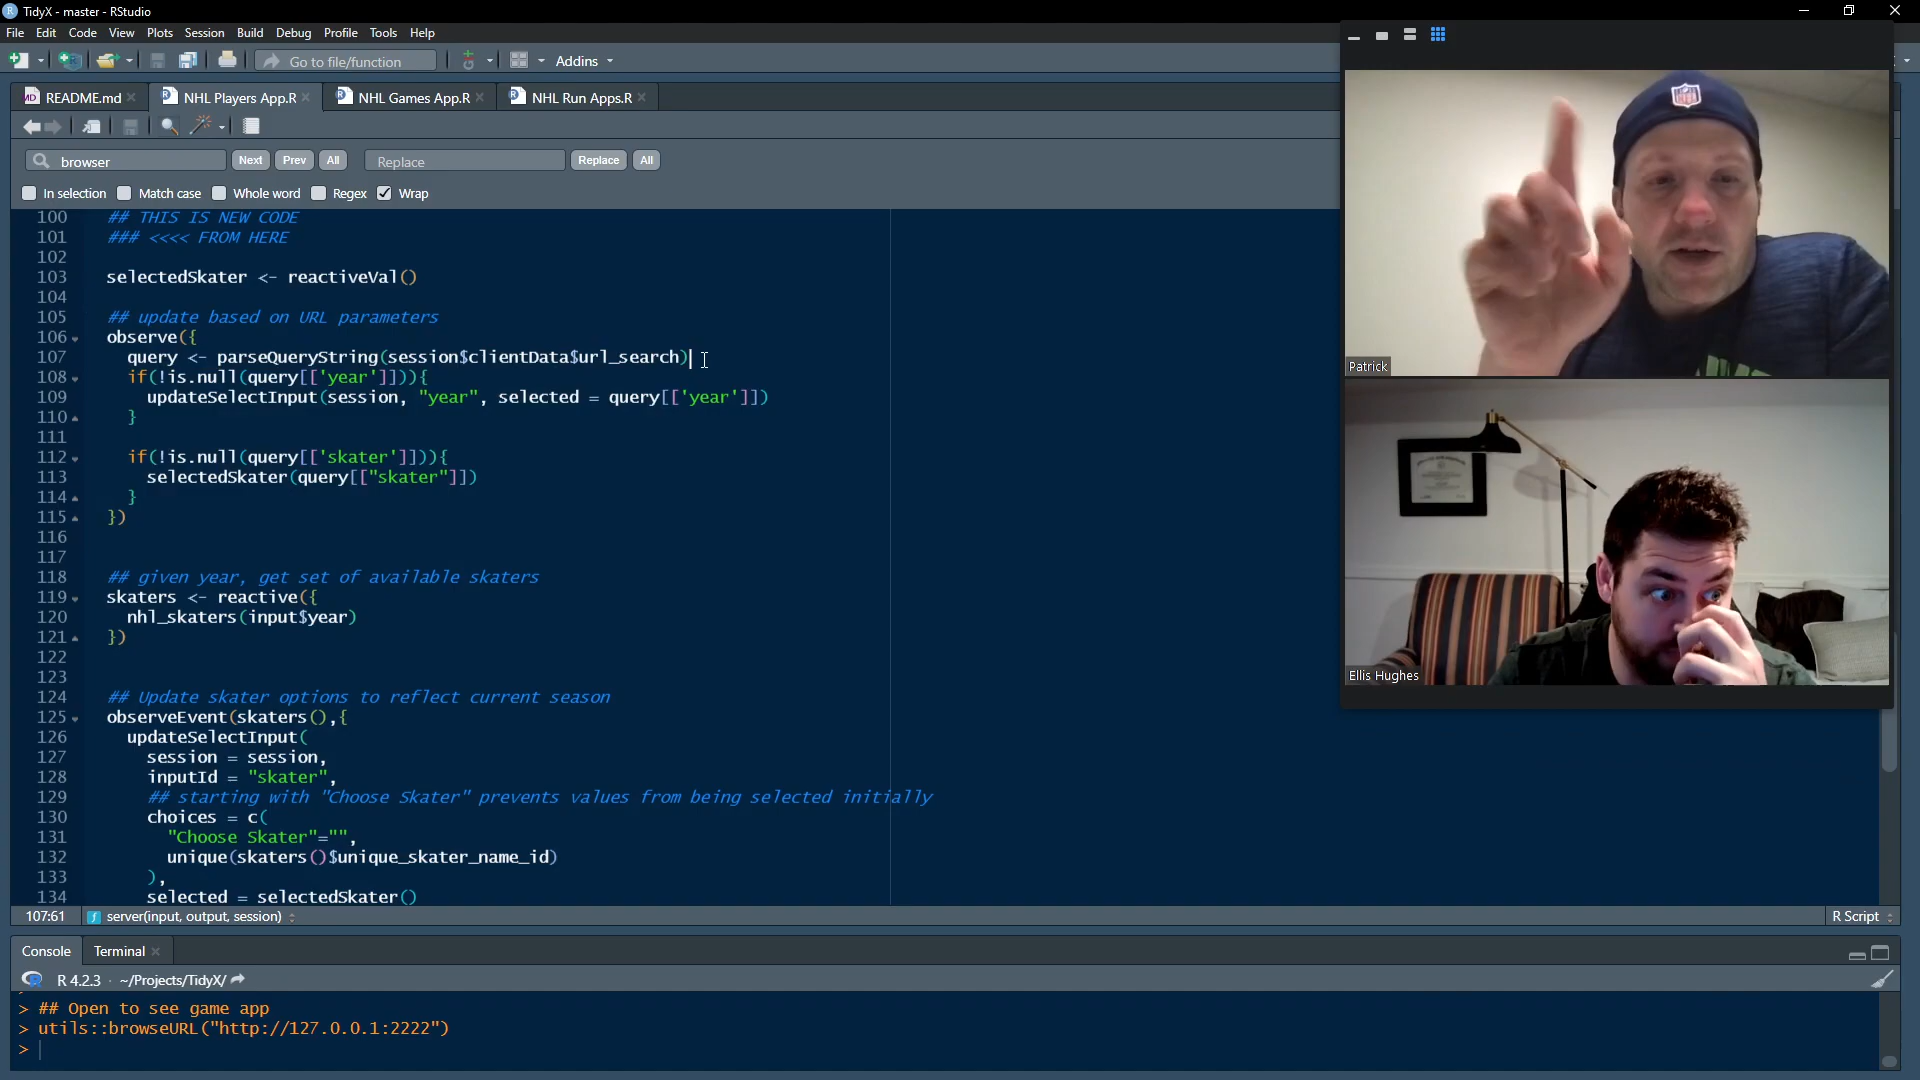 TidyX - master - RStudio
File Edit Code View Plots Session Build Debug Profile Tools Help
Go to file/function Addins
README.md NHL Players App.R NHL Games App.R NHL Run Apps.R
browser Next Prev All Replace Replace All
In selection Match case Whole word Regex Wrap
100 ## THIS IS NEW CODE
101 ### <<<< FROM HERE
102
103 selectedSkater <- reactiveVal()
104
105 ## update based on URL parameters
106 observe({
107 query <- parseQueryString(session$clientData$url_search)
108 if(!is.null(query[['year']])){
109 updateSelectInput(session, "year", selected = query[['year']])
110 }
111
112 if(!is.null(query[['skater']])){
113 selectedSkater(query[["skater"]])
114 }
115 })
116
117
118 ## given year, get set of available skaters
119 skaters <- reactive({
120 nhl_skaters(input$year)
121 })
122
123
124 ## Update skater options to reflect current season
125 observeEvent(skaters(),{
126 updateSelectInput(
127 session = session,
128 inputId = "skater",
129 ## starting with "Choose Skater" prevents values from being selected initially
130 choices = c(
131 "Choose Skater"="",
132 unique(skaters()$unique_skater_name_id)
133 ),
134 selected = selectedSkater()
107:61 server(input, output, session) R Script
Console Terminal
R 4.2.3 · ~/Projects/TidyX/
> ## Open to see game app
> utils::browseURL("http://127.0.0.1:2222")
>
NFL
Patrick
Ellis Hughes